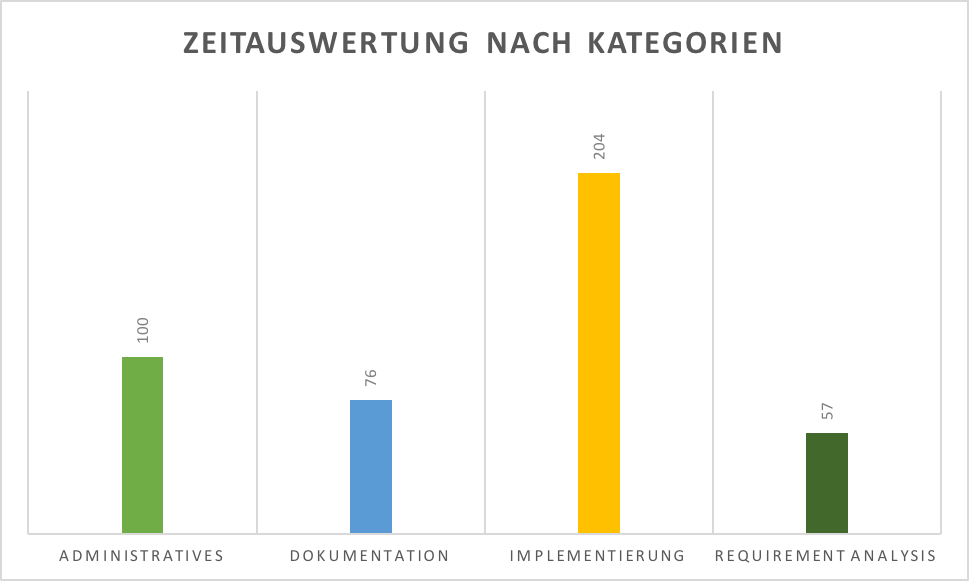 ZEITAUSWERTUNG NACH KATEGORIEN
100
76
204
57
ADMINISTRATIVES
DOKUMENTATION
IMPLEMENTIERUNG
REQUIREMENT ANALYSIS